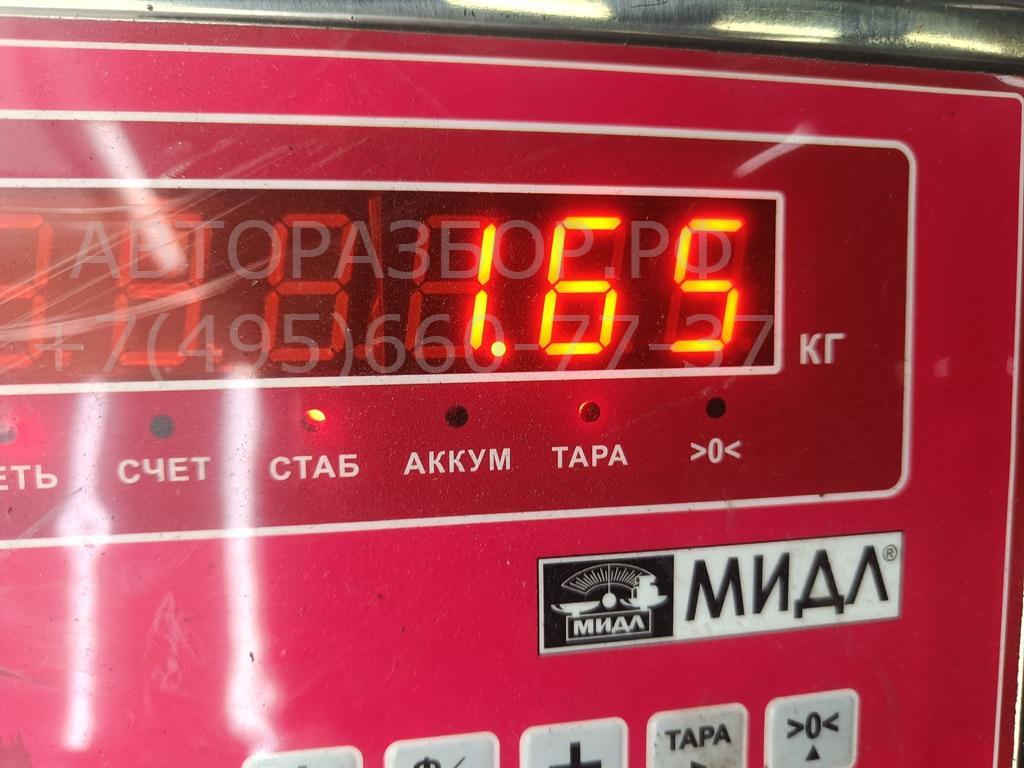 АВТОРАЗБОР.РФ
1.65
+7(495)660-77-37
КГ
ЕТЬ СЧЕТ СТАБ АККУМ ТАРА >0<
МИДЛ МИДЛ®
+ ТАРА >0<